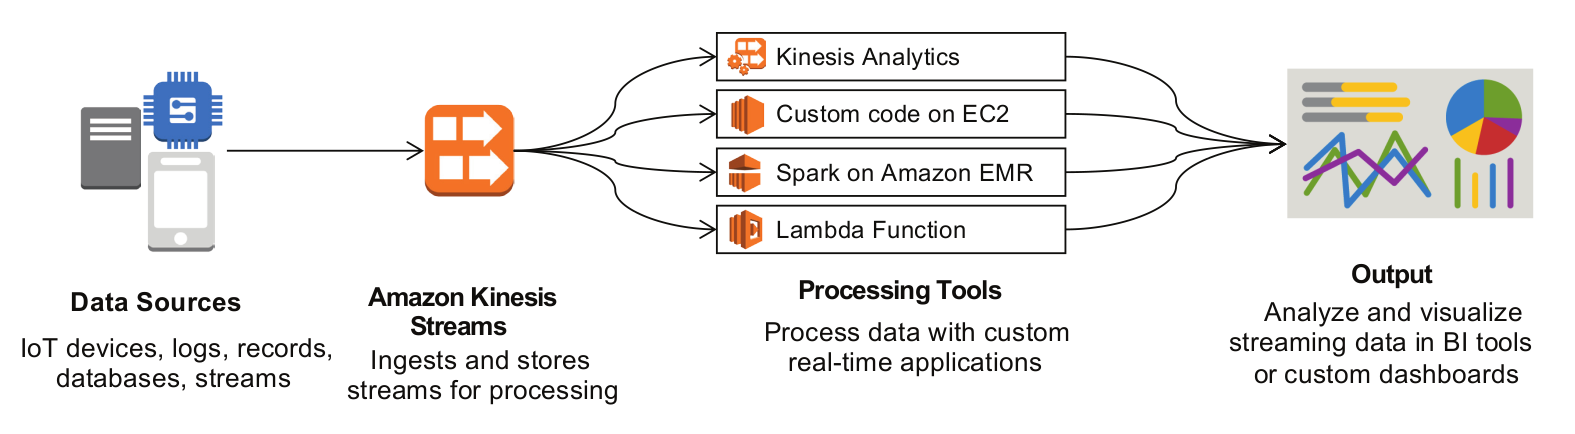 Kinesis Analytics
Custom code on EC2
Spark on Amazon EMR
Lambda Function
Data Sources
IoT devices, logs, records,
databases, streams
Amazon Kinesis
Streams
Ingests and stores
streams for processing
Processing Tools
Process data with custom
real-time applications
Output
Analyze and visualize
streaming data in BI tools
or custom dashboards